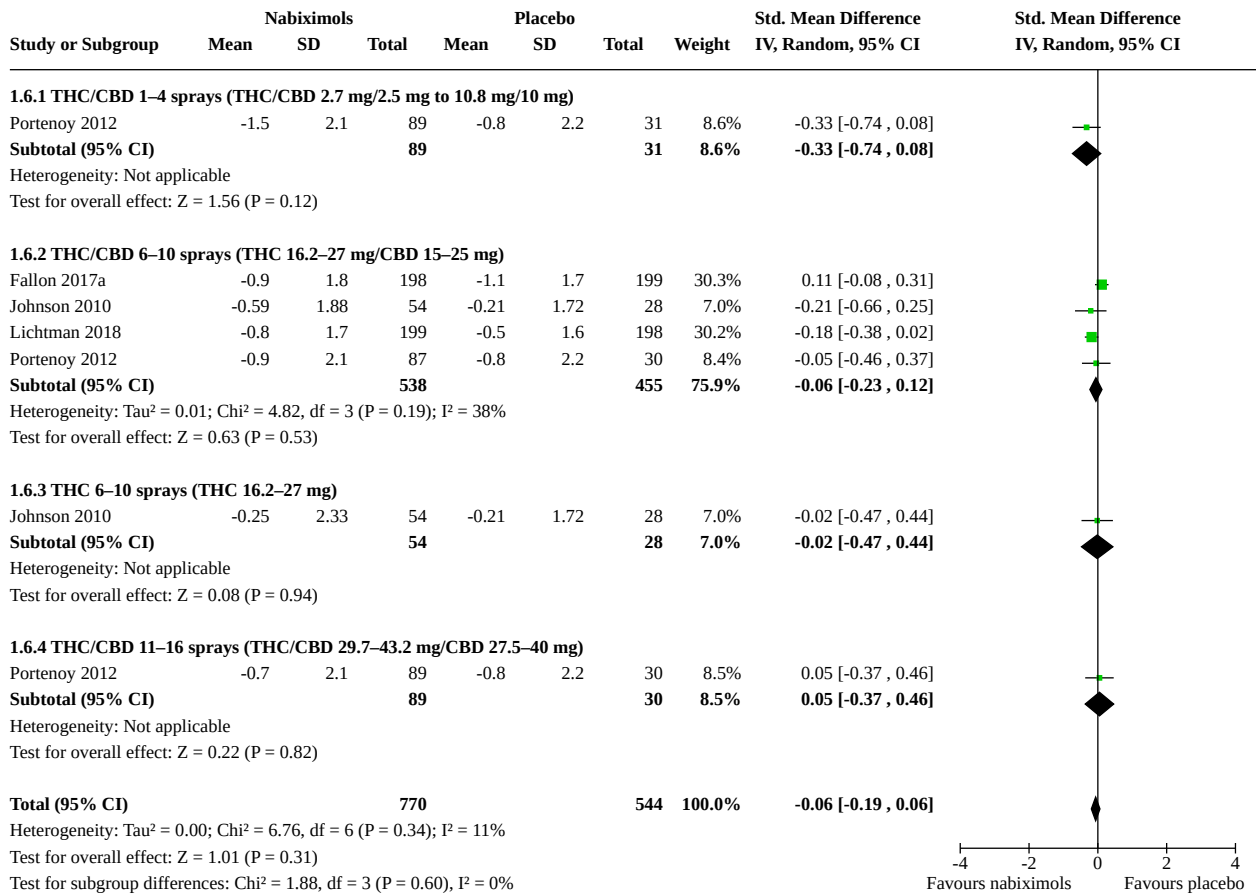 Nabiximols Placebo Std. Mean Difference Std. Mean Difference
Study or Subgroup Mean SD Total Mean SD Total Weight IV, Random, 95% CI IV, Random, 95% CI
1.6.1 THC/CBD 1–4 sprays (THC/CBD 2.7 mg/2.5 mg to 10.8 mg/10 mg)
Portenoy 2012 -1.5 2.1 89 -0.8 2.2 31 8.6% -0.33 [-0.74 , 0.08]
Subtotal (95% CI) 89 31 8.6% -0.33 [-0.74 , 0.08]
Heterogeneity: Not applicable
Test for overall effect: Z = 1.56 (P = 0.12)
1.6.2 THC/CBD 6–10 sprays (THC 16.2–27 mg/CBD 15–25 mg)
Fallon 2017a -0.9 1.8 198 -1.1 1.7 199 30.3% 0.11 [-0.08 , 0.31]
Johnson 2010 -0.59 1.88 54 -0.21 1.72 28 7.0% -0.21 [-0.66 , 0.25]
Lichtman 2018 -0.8 1.7 199 -0.5 1.6 198 30.2% -0.18 [-0.38 , 0.02]
Portenoy 2012 -0.9 2.1 87 -0.8 2.2 30 8.4% -0.05 [-0.46 , 0.37]
Subtotal (95% CI) 538 455 75.9% -0.06 [-0.23 , 0.12]
Heterogeneity: Tau² = 0.01; Chi² = 4.82, df = 3 (P = 0.19); I² = 38%
Test for overall effect: Z = 0.63 (P = 0.53)
1.6.3 THC 6–10 sprays (THC 16.2–27 mg)
Johnson 2010 -0.25 2.33 54 -0.21 1.72 28 7.0% -0.02 [-0.47 , 0.44]
Subtotal (95% CI) 54 28 7.0% -0.02 [-0.47 , 0.44]
Heterogeneity: Not applicable
Test for overall effect: Z = 0.08 (P = 0.94)
1.6.4 THC/CBD 11–16 sprays (THC/CBD 29.7–43.2 mg/CBD 27.5–40 mg)
Portenoy 2012 -0.7 2.1 89 -0.8 2.2 30 8.5% 0.05 [-0.37 , 0.46]
Subtotal (95% CI) 89 30 8.5% 0.05 [-0.37 , 0.46]
Heterogeneity: Not applicable
Test for overall effect: Z = 0.22 (P = 0.82)
Total (95% CI) 770 544 100.0% -0.06 [-0.19 , 0.06]
Heterogeneity: Tau² = 0.00; Chi² = 6.76, df = 6 (P = 0.34); I² = 11%
Test for overall effect: Z = 1.01 (P = 0.31)
Test for subgroup differences: Chi² = 1.88, df = 3 (P = 0.60), I² = 0%
-4 -2 0 2 4
Favours nabiximols Favours placebo